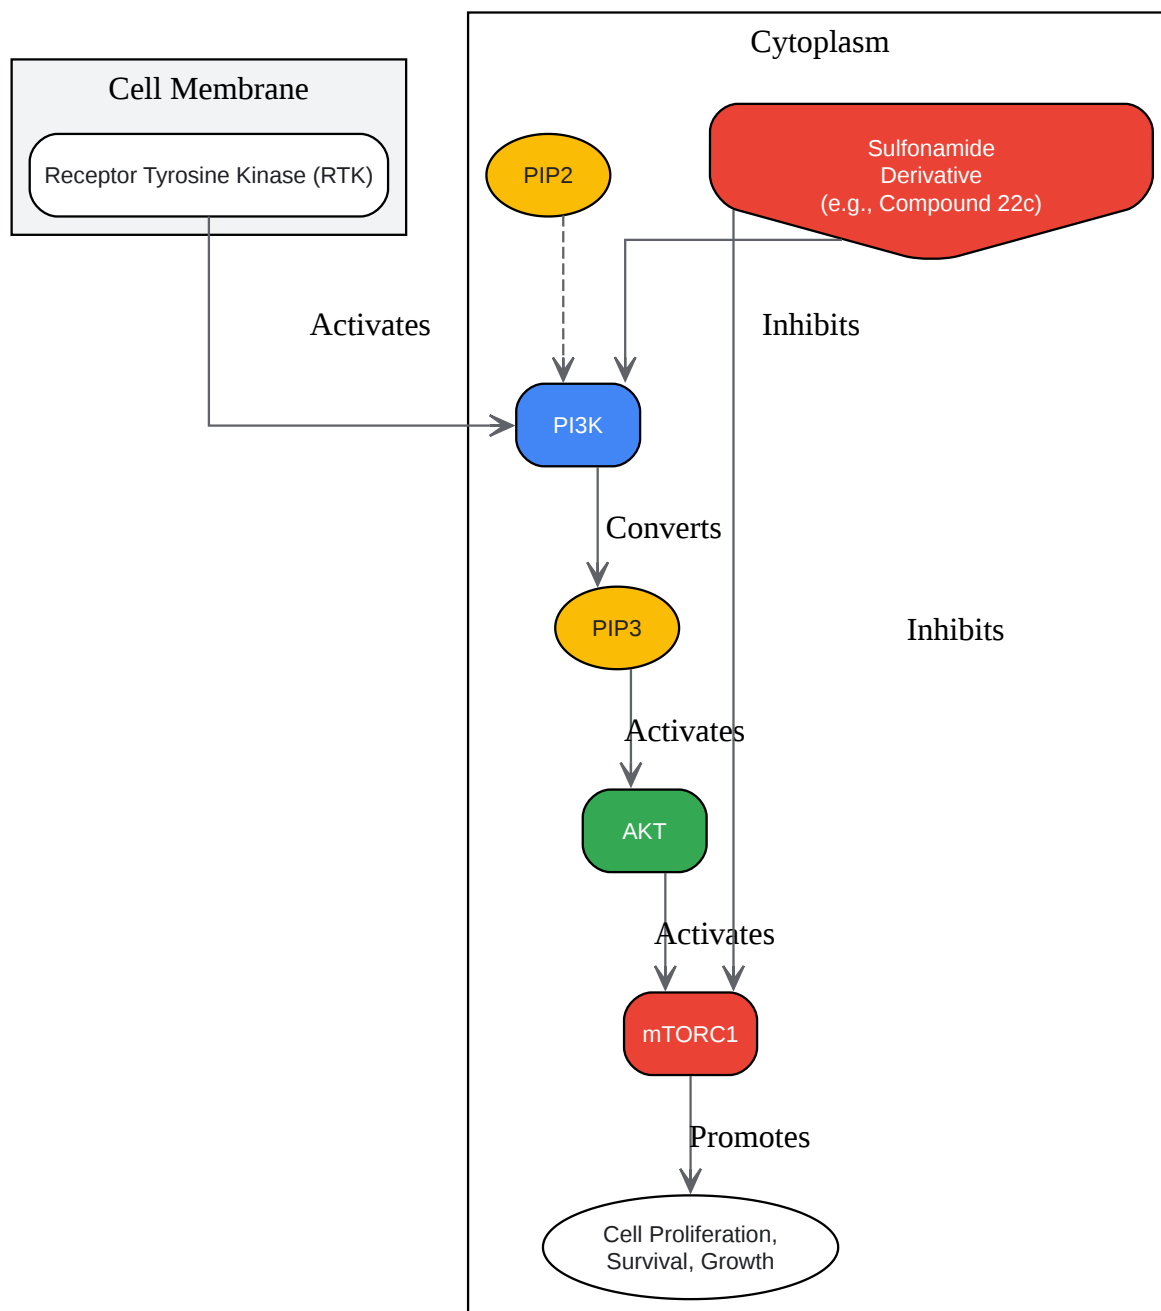 Cytoplasm
Cell Membrane
Receptor Tyrosine Kinase (RTK)
PIP2
Sulfonamide
Derivative
(e.g., Compound 22c)
Activates
Inhibits
PI3K
Converts
PIP3
Inhibits
Activates
AKT
Activates
mTORC1
Promotes
Cell Proliferation,
Survival, Growth